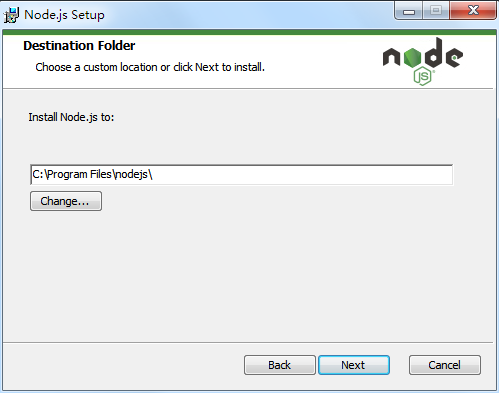 Node.js Setup
Destination Folder
Choose a custom location or click Next to install.
node
JS
Install Node.js to:
C:\Program Files\nodejs\
Change...
Back
Next
Cancel